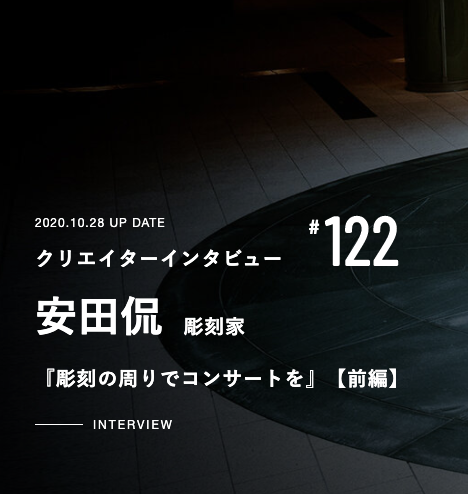 2020.10.28 UP DATE
クリエイターインタビュー #122
安田侃 彫刻家
『彫刻の周りでコンサートを』【前編】
INTERVIEW